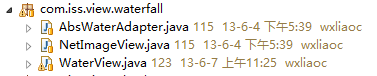 com.iss.view.waterfall
AbsWaterAdapter.java 115 13-6-4 下午5:39 wxliaoc
NetImageView.java 115 13-6-4 下午5:39 wxliaoc
WaterView.java 123 13-6-7 上午11:25 wxliaoc